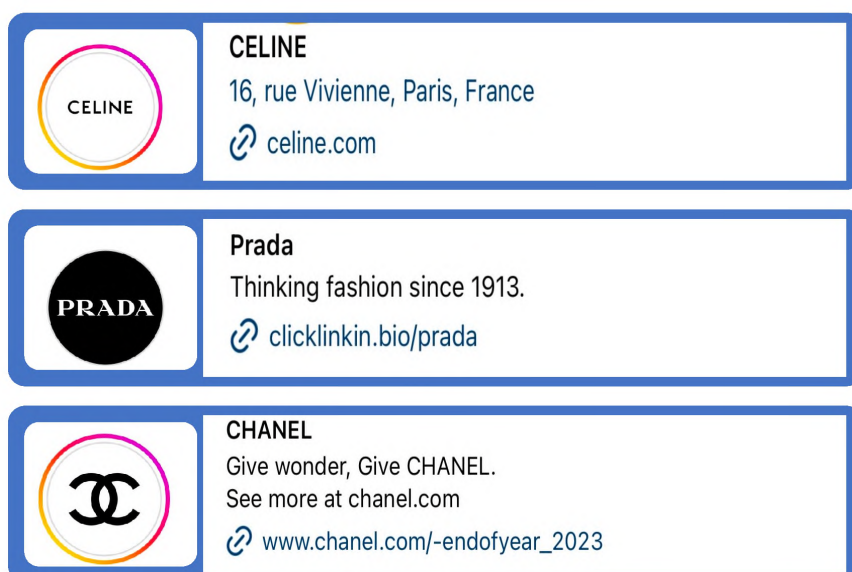 CELINE
CELINE
16, rue Vivienne, Paris, France
celine.com
PRADA
Prada
Thinking fashion since 1913.
clicklinkin.bio/prada
CHANEL
Give wonder, Give CHANEL.
See more at chanel.com
www.chanel.com/-endofyear_2023